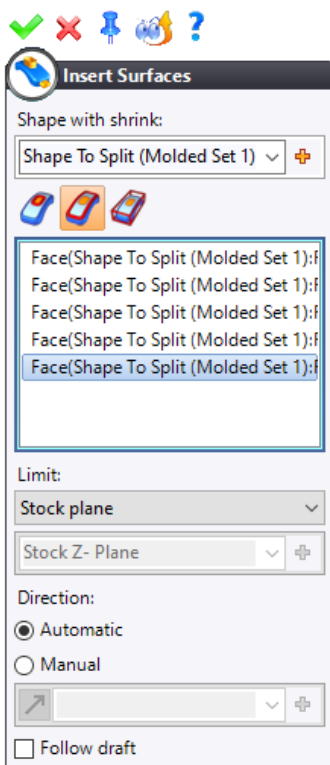 ?
Insert Surfaces
Shape with shrink:
Shape To Split (Molded Set 1)
Face(Shape To Split (Molded Set 1):F
Face(Shape To Split (Molded Set 1):F
Face(Shape To Split (Molded Set 1):F
Face(Shape To Split (Molded Set 1):F
Face(Shape To Split (Molded Set 1):F
Limit:
Stock plane
Stock Z- Plane
Direction:
Automatic
Manual
Follow draft